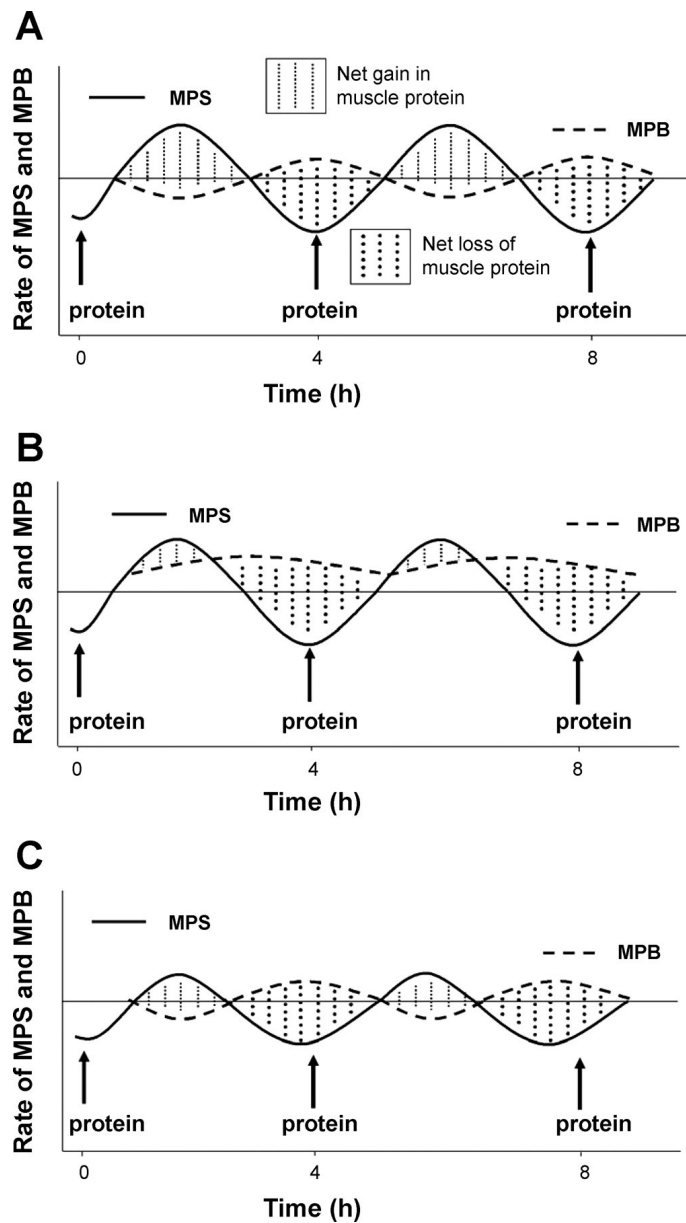 A
Rate of MPS and MPB
MPS
Net gain in
muscle protein
MPB
Net loss of
muscle protein
protein
protein
protein
0
4
8
Time (h)
B
Rate of MPS and MPB
MPS
MPB
protein
protein
protein
0
4
8
Time (h)
C
Rate of MPS and MPB
MPS
MPB
protein
protein
protein
0
4
8
Time (h)